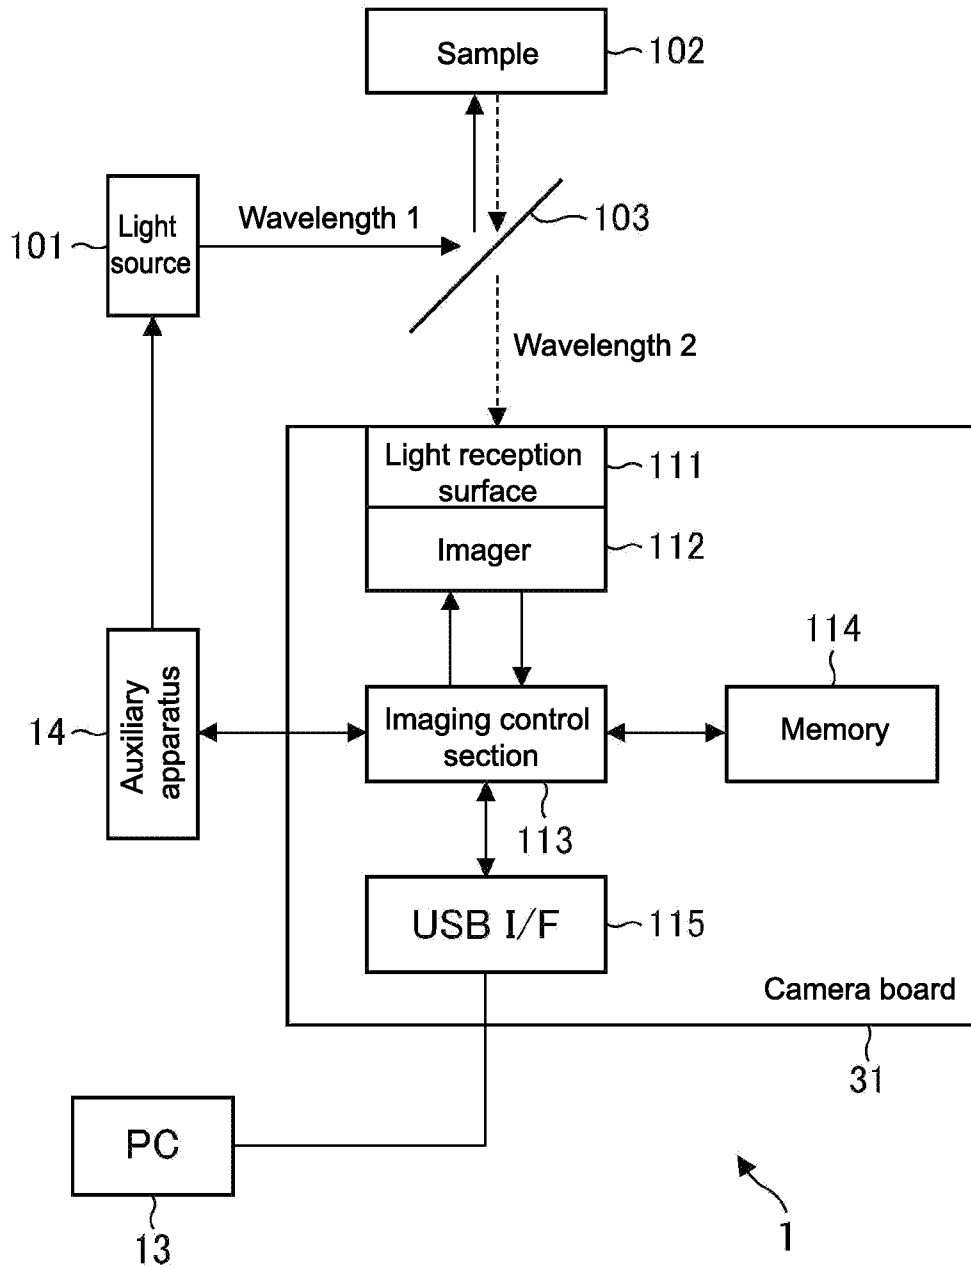 Sample
102
Light
source
101
Wavelength 1
103
Wavelength 2
Light reception
surface
111
Imager
112
114
Auxiliary
apparatus
14
Imaging control
section
113
Memory
USB I/F
115
Camera board
31
PC
13
1